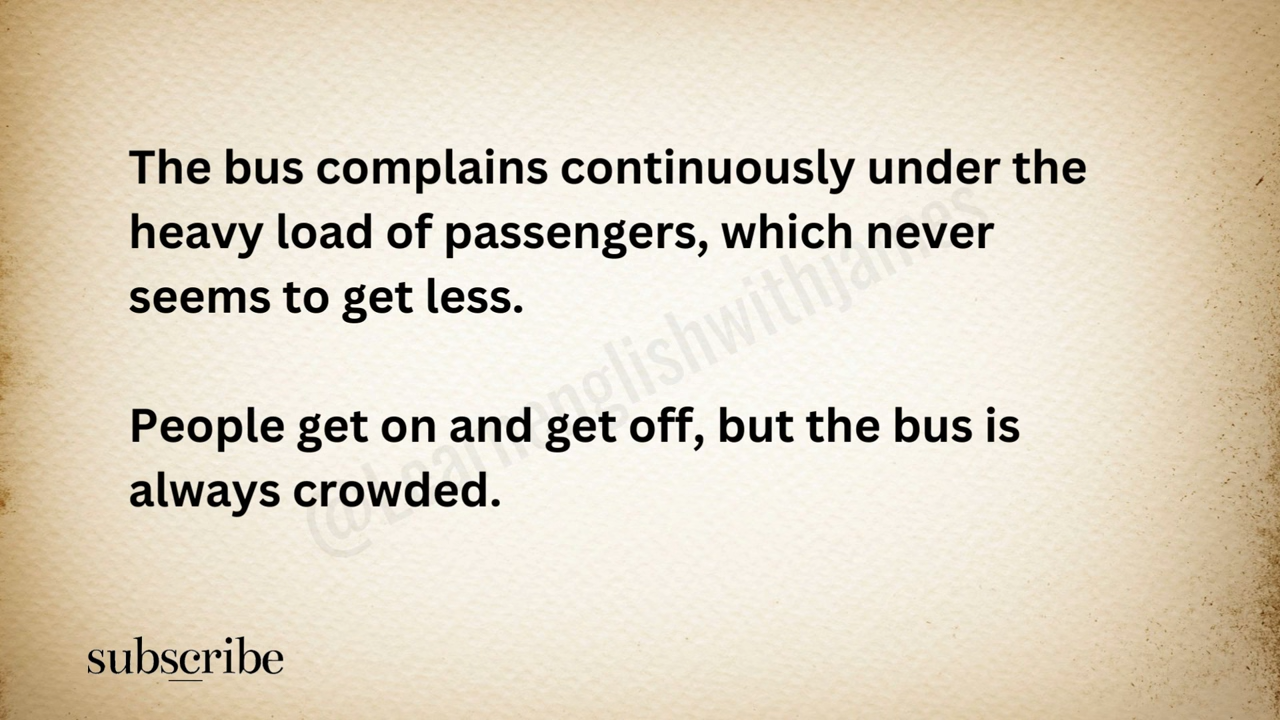 The bus complains continuously under the
heavy load of passengers, which never
seems to get less.
People get on and get off, but the bus is
always crowded.
@Learnenglishwithjames
subscribe